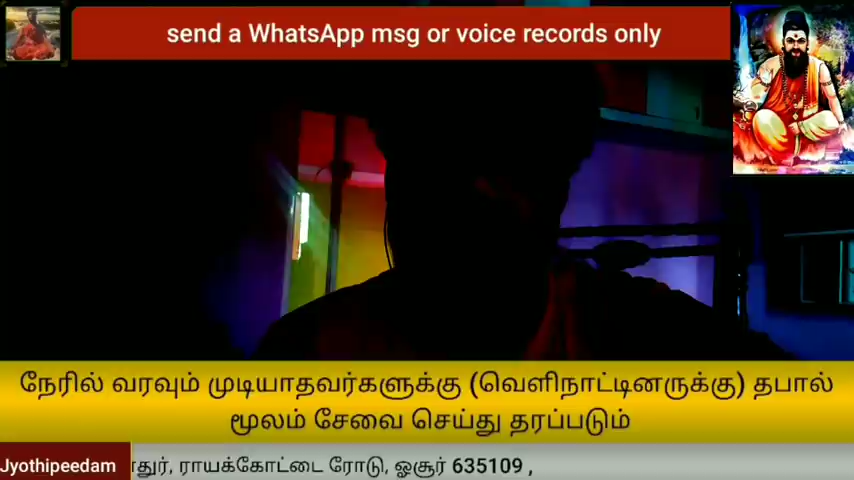 send a WhatsApp msg or voice records only
நேரில் வரவும் முடியாதவர்களுக்கு (வெளிநாட்டினருக்கு) தபால்
மூலம் சேவை செய்து தரப்படும்
Jyothipeedam
ராயக்கோட்டை ரோடு, ஓசூர் 635109 ,